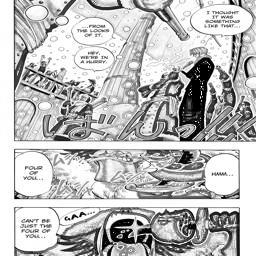 I THOUGHT
IT WAS
SOMETHING
LIKE THAT...
...FROM
THE LOOKS
OF IT.
HEY,
WE'RE IN
A HURRY.
HMM...
FOUR OF
YOU...
GAA...
CAN'T BE
JUST THE
FOUR OF
YOU...